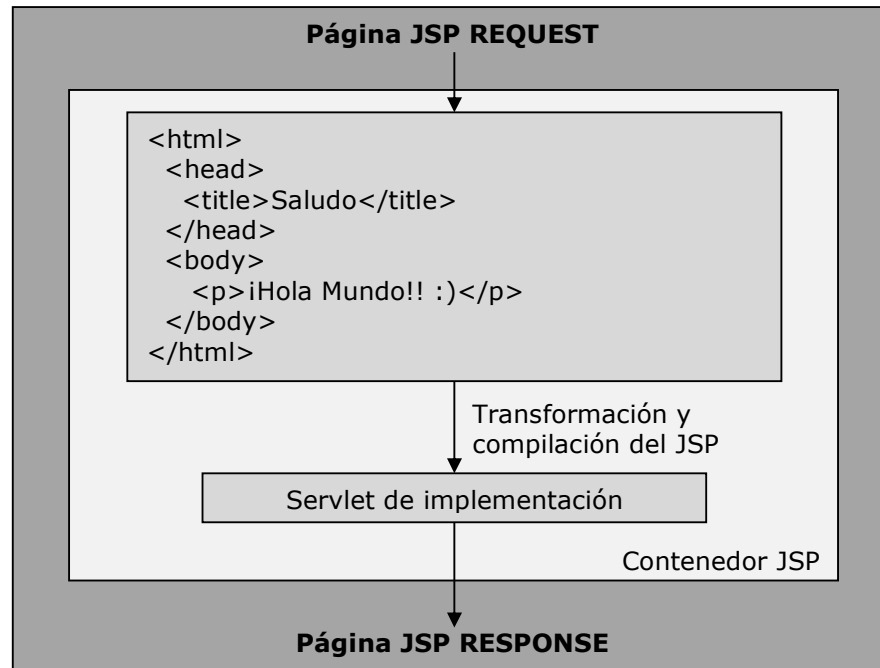 Página JSP REQUEST
<html>
<head>
<title>Saludo</title>
</head>
<body>
<p>¡Hola Mundo!! :)</p>
</body>
</html>
Transformación y
compilación del JSP
Servlet de implementación
Contenedor JSP
Página JSP RESPONSE